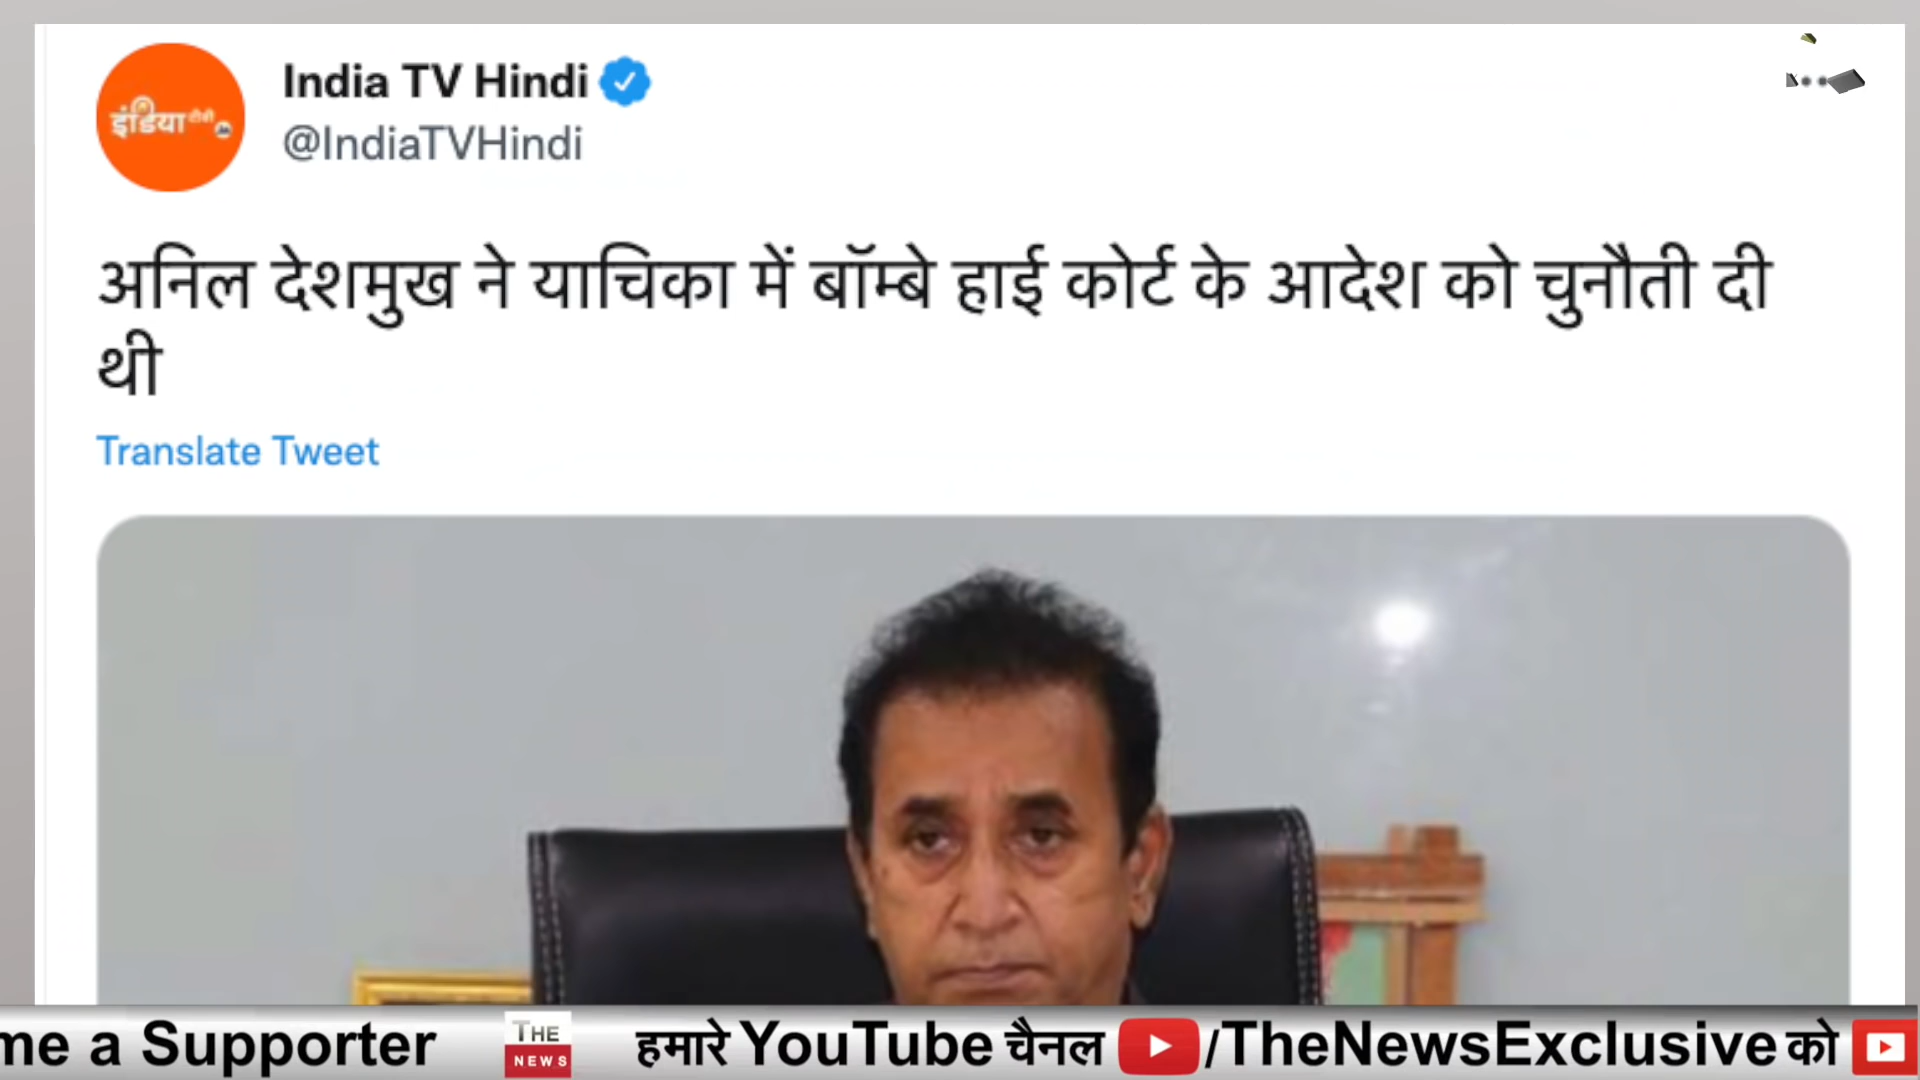 India TV Hindi
@IndiaTVHindi
इंडिया टीवी
अनिल देशमुख ने याचिका में बॉम्बे हाई कोर्ट के आदेश को चुनौती दी
थी
Translate Tweet
me a Supporter THE NEWS हमारे YouTube चैनल /TheNewsExclusive को